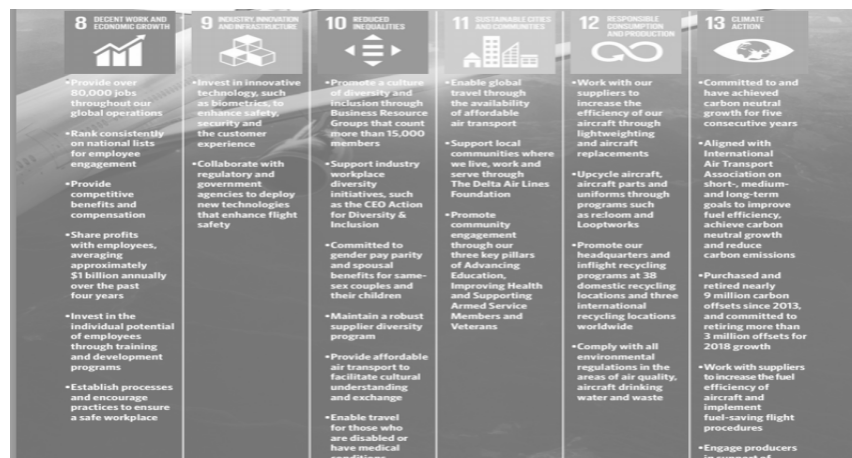 8 DECENT WORK AND
ECONOMIC GROWTH
•Provide over
80,000 jobs
throughout our
global operations
•Rank consistently
on national lists
for employee
engagement
•Provide
competitive
benefits and
compensation
•Share profits
with employees,
averaging
approximately
$1 billion annually
over the past
four years
•Invest in the
individual potential
of employees
through training
and development
programs
•Establish processes
and encourage
practices to ensure
a safe workplace
9 INDUSTRY, INNOVATION
AND INFRASTRUCTURE
•Invest in innovative
technology, such
as biometrics, to
enhance safety,
security and
the customer
experience
•Collaborate with
regulatory and
government
agencies to deploy
new technologies
that enhance flight
safety
10 REDUCED
INEQUALITIES
•Promote a culture
of diversity and
inclusion through
Business Resource
Groups that count
more than 15,000
members
•Support industry
workplace
diversity
initiatives, such
as the CEO Action
for Diversity &
Inclusion
•Committed to
gender pay parity
and spousal
benefits for same-
sex couples and
their children
•Maintain a robust
supplier diversity
program
•Provide affordable
air transport to
facilitate cultural
understanding
and exchange
•Enable travel
for those who
are disabled or
have medical
conditions
11 SUSTAINABLE CITIES
AND COMMUNITIES
•Enable global
travel through
the availability
of affordable
air transport
•Support local
communities where
we live, work and
serve through
The Delta Air Lines
Foundation
•Promote
community
engagement
through our
three key pillars
of Advancing
Education,
Improving Health
and Supporting
Armed Service
Members and
Veterans
12 RESPONSIBLE
CONSUMPTION
AND PRODUCTION
•Work with our
suppliers to
increase the
efficiency of our
aircraft through
lightweighting
and aircraft
replacements
•Upcycle aircraft,
aircraft parts and
uniforms through
programs such
as re:loom and
Looptworks
•Promote our
headquarters and
inflight recycling
programs at 38
domestic recycling
locations and three
international
recycling locations
worldwide
•Comply with all
environmental
regulations in the
areas of air quality,
aircraft drinking
water and waste
13 CLIMATE
ACTION
•Committed to and
have achieved
carbon neutral
growth for five
consecutive years
•Aligned with
International
Air Transport
Association on
short-, medium-
and long-term
goals to improve
fuel efficiency,
achieve carbon
neutral growth
and reduce
carbon emissions
•Purchased and
retired nearly
9 million carbon
offsets since 2013,
and committed to
retiring more than
3 million offsets for
2018 growth
•Work with suppliers
to increase the fuel
efficiency of
aircraft and
implement
fuel-saving flight
procedures
•Engage producers
in support of